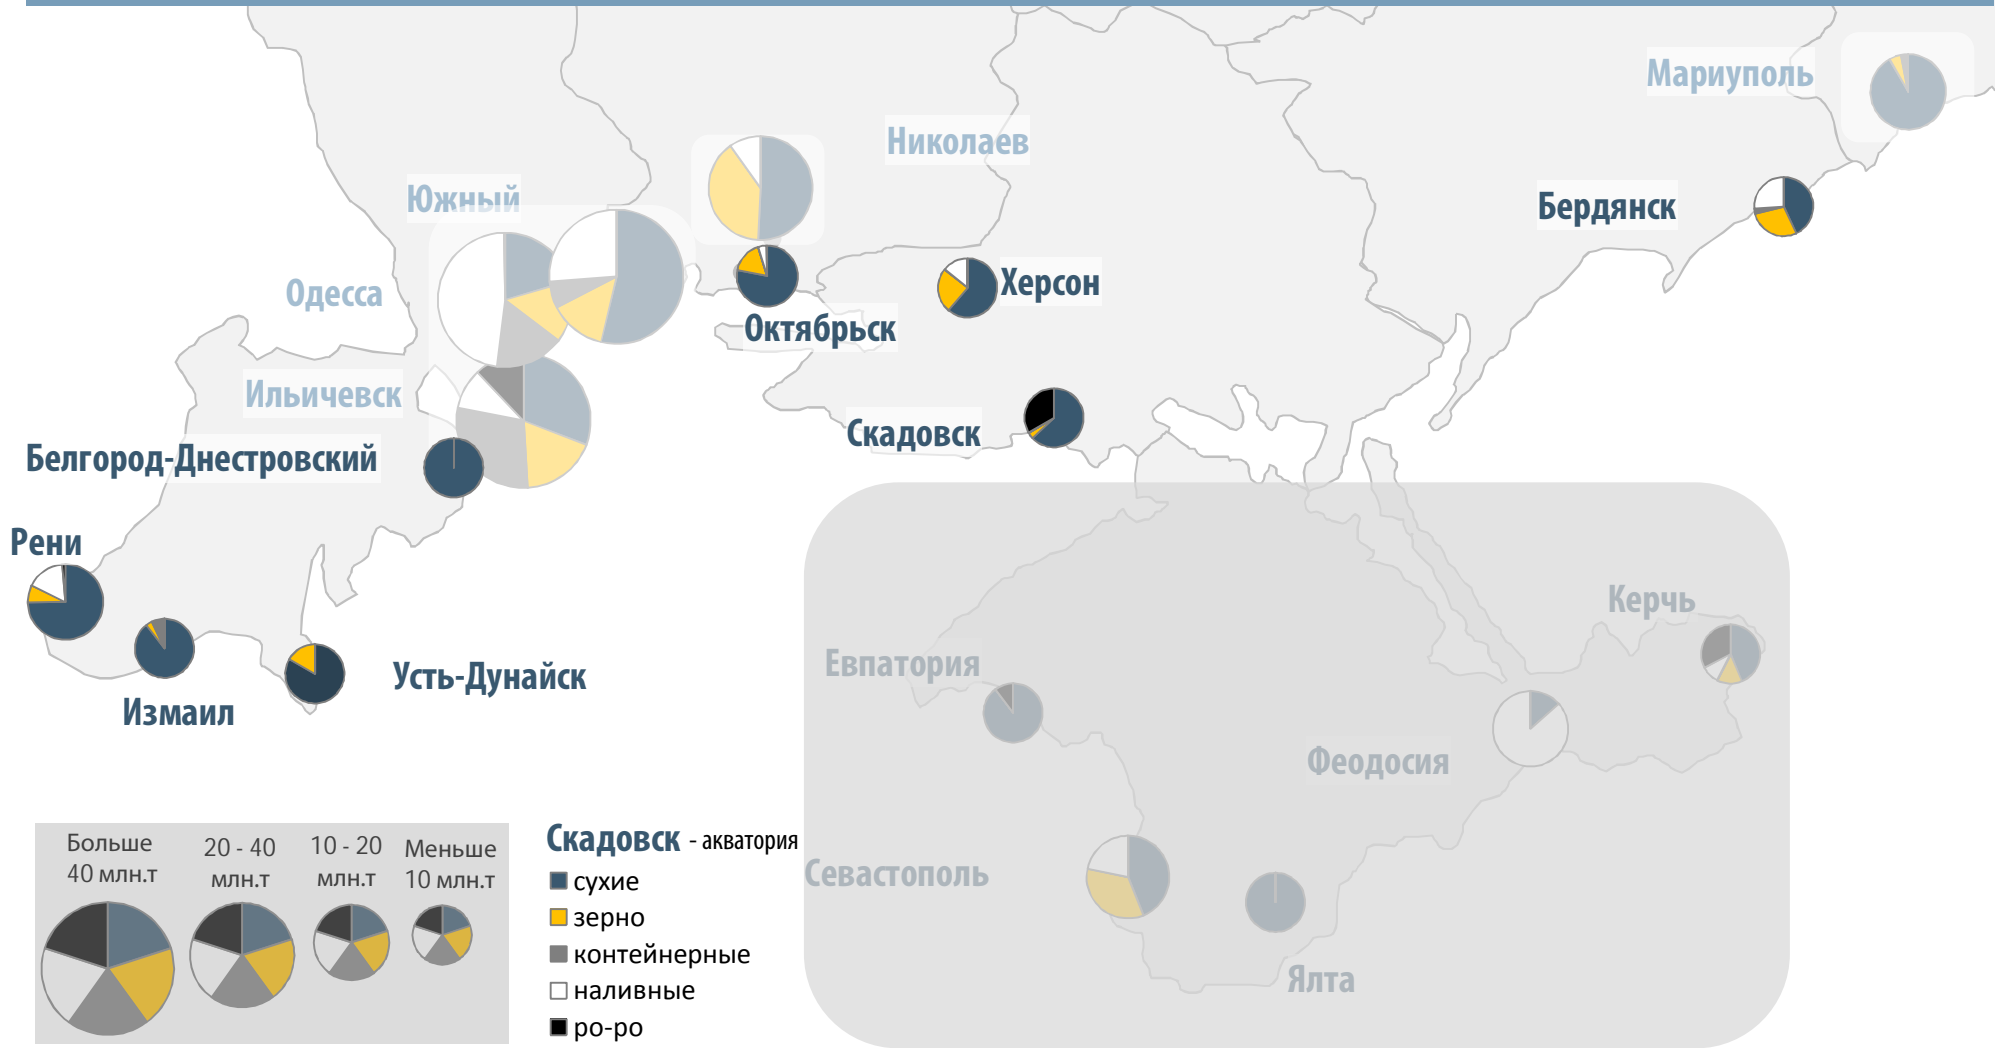 Мариуполь
Николаев
Южный
Бердянск
Одесса
Херсон
Октябрьск
Ильичевск
Скадовск
Белгород-Днестровский
Рени
Керчь
Евпатория
Усть-Дунайск
Измаил
Феодосия
Севастополь
Ялта
Больше
40 млн.т
20 - 40
млн.т
10 - 20
млн.т
Меньше
10 млн.т
Скадовск - акватория
сухие
зерно
контейнерные
наливные
ро-ро